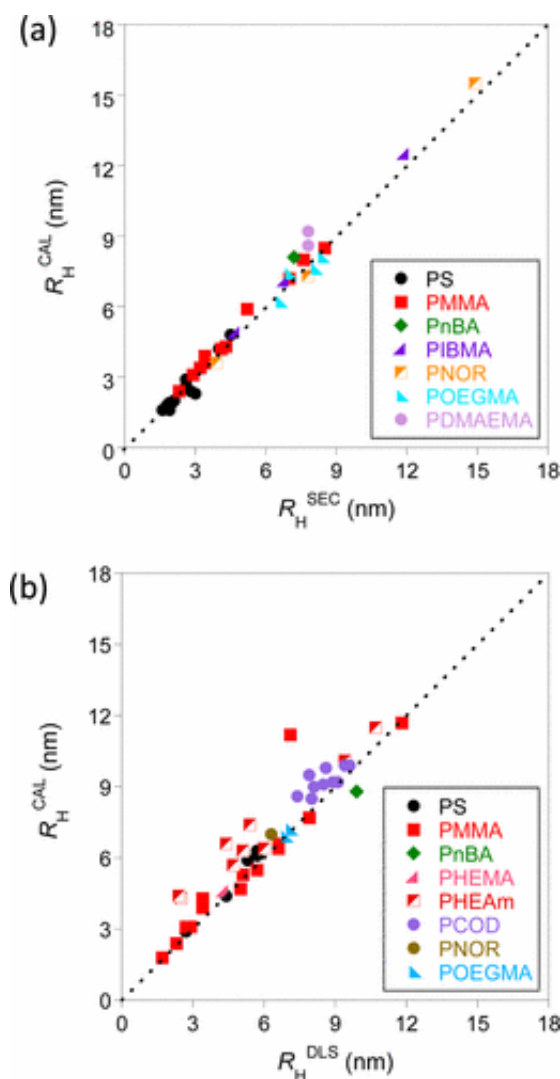 (a)
18
15
12
9
6
3
0
R_H^CAL (nm)
PS
PMMA
PnBA
PIBMA
PNOR
POEGMA
PDMAEMA
0 3 6 9 12 15 18
R_H^SEC (nm)
(b)
18
15
12
9
6
3
0
R_H^CAL (nm)
PS
PMMA
PnBA
PHEMA
PHEAm
PCOD
PNOR
POEGMA
0 3 6 9 12 15 18
R_H^DLS (nm)